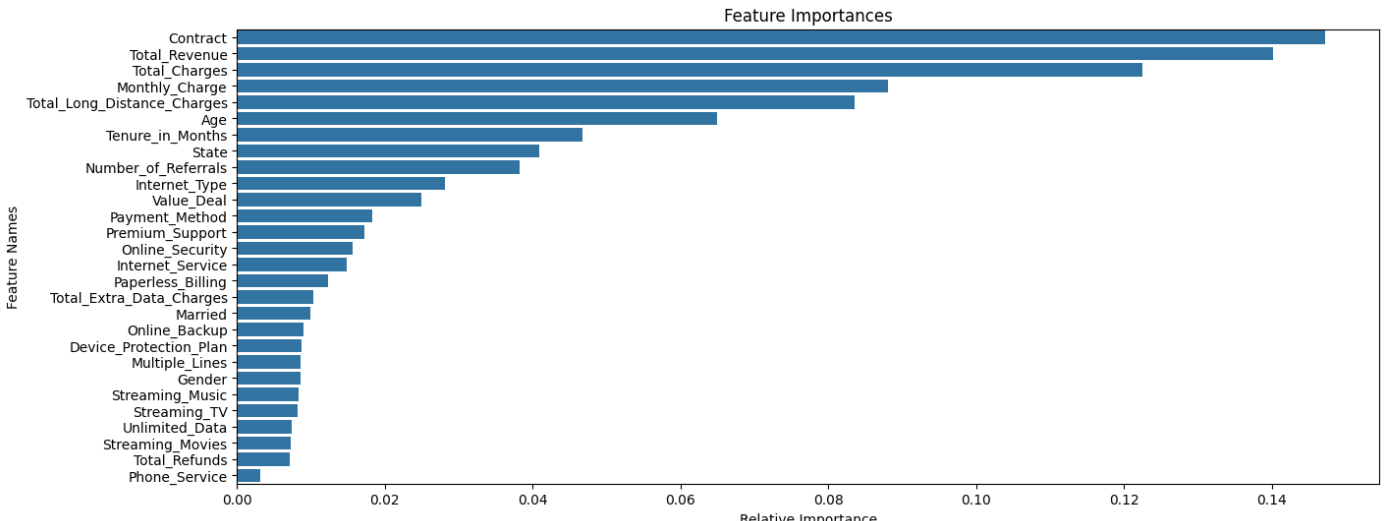 Feature Importances
Contract
Total_Revenue
Total_Charges
Monthly_Charge
Total_Long_Distance_Charges
Age
Tenure_in_Months
State
Number_of_Referrals
Internet_Type
Value_Deal
Payment_Method
Premium_Support
Online_Security
Internet_Service
Paperless_Billing
Total_Extra_Data_Charges
Married
Online_Backup
Device_Protection_Plan
Multiple_Lines
Gender
Streaming_Music
Streaming_TV
Unlimited_Data
Streaming_Movies
Total_Refunds
Phone_Service
Feature Names
0.00 0.02 0.04 0.06 0.08 0.10 0.12 0.14
Relative Importance